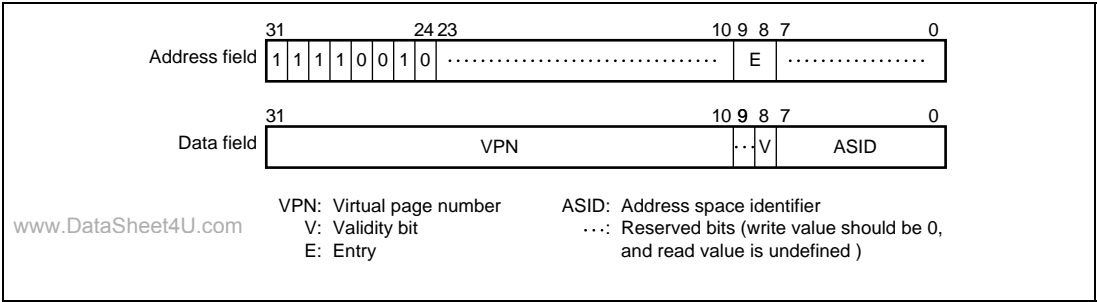 31 24 23 10 9 8 7 0
Address field 1 1 1 1 0 0 1 0 ................................ E .................
31 10 9 8 7 0
Data field VPN ... V ASID
VPN: Virtual page number ASID: Address space identifier
V: Validity bit ...: Reserved bits (write value should be 0,
E: Entry and read value is undefined )
www.DataSheet4U.com